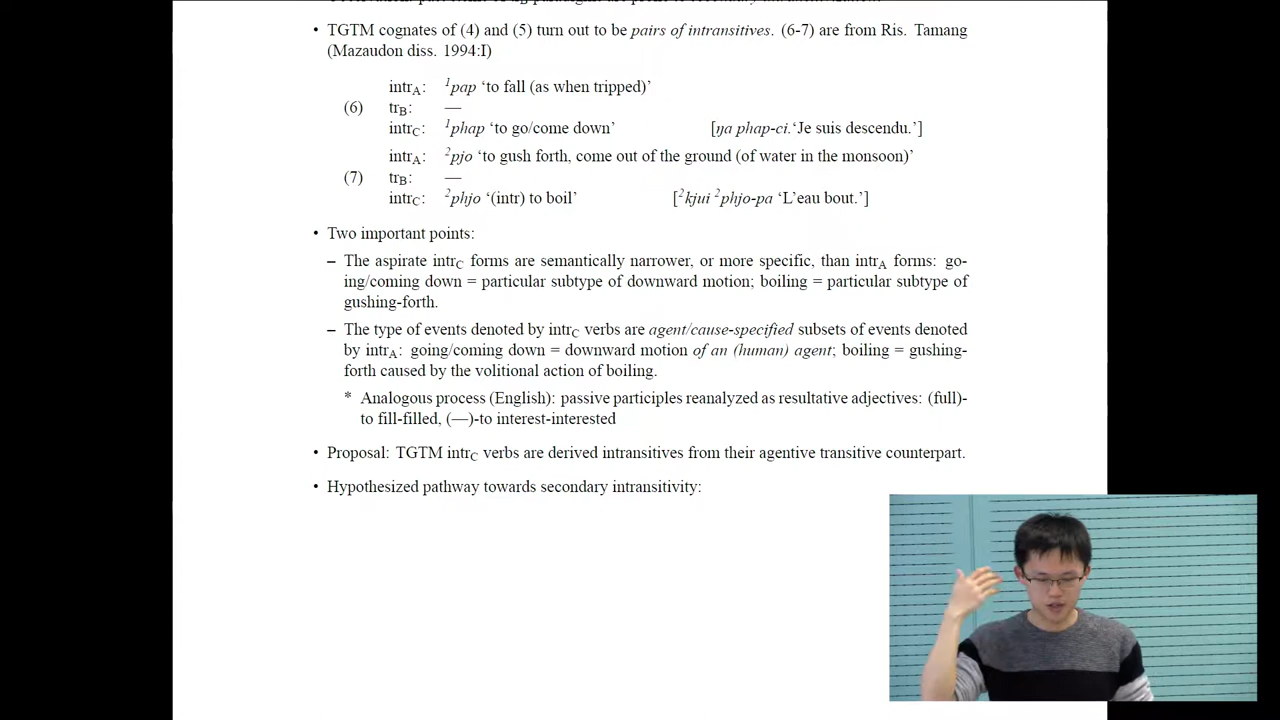 • TGTM cognates of (4) and (5) turn out to be pairs of intransitives. (6-7) are from Ris. Tamang
(Mazaudon diss. 1994:I)
intrA: ¹pap ‘to fall (as when tripped)’
(6) trB: —
intrC: ¹phap ‘to go/come down’ [ŋa phap-ci.‘Je suis descendu.’]
intrA: ²pjo ‘to gush forth, come out of the ground (of water in the monsoon)’
(7) trB: —
intrC: ²phjo ‘(intr) to boil’ [²kjui ²phjo-pa ‘L’eau bout.’]
• Two important points:
– The aspirate intrC forms are semantically narrower, or more specific, than intrA forms: go-
ing/coming down = particular subtype of downward motion; boiling = particular subtype of
gushing-forth.
– The type of events denoted by intrC verbs are agent/cause-specified subsets of events denoted
by intrA: going/coming down = downward motion of an (human) agent; boiling = gushing-
forth caused by the volitional action of boiling.
* Analogous process (English): passive participles reanalyzed as resultative adjectives: (full)-
to fill-filled, (—)-to interest-interested
• Proposal: TGTM intrC verbs are derived intransitives from their agentive transitive counterpart.
• Hypothesized pathway towards secondary intransitivity: